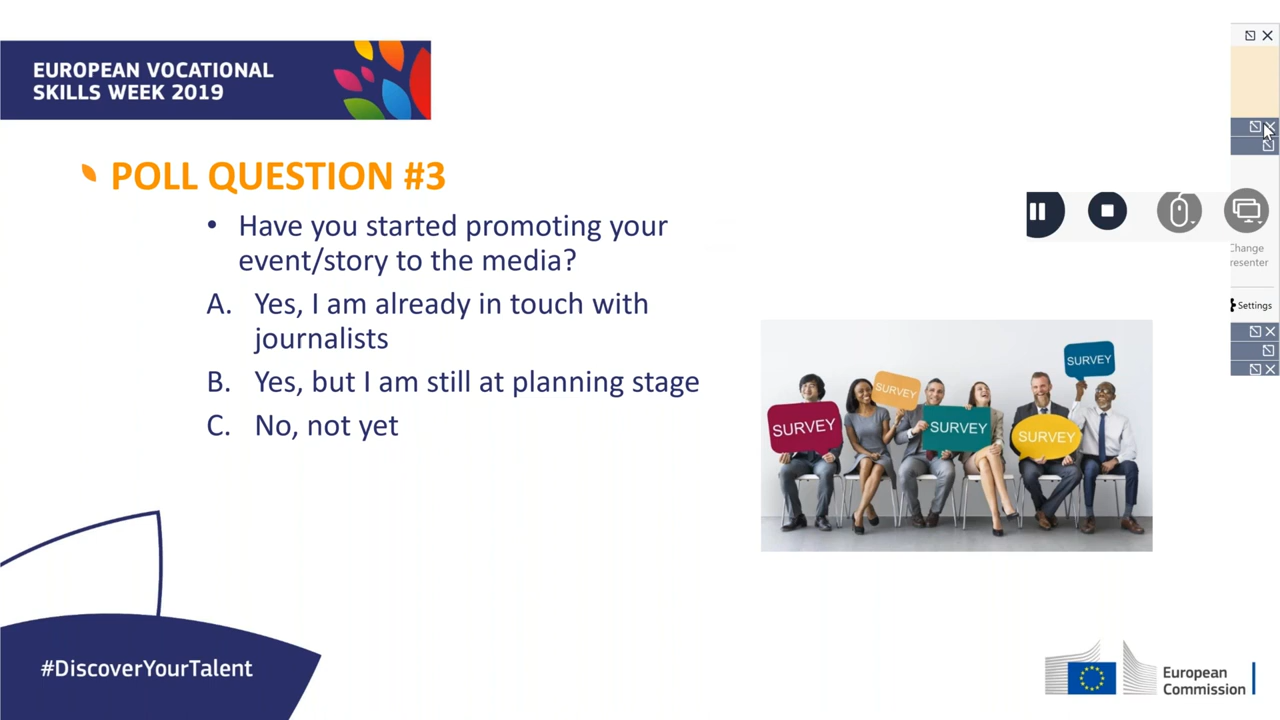 EUROPEAN VOCATIONAL
SKILLS WEEK 2019
POLL QUESTION #3
• Have you started promoting your
event/story to the media?
A. Yes, I am already in touch with
journalists
B. Yes, but I am still at planning stage
C. No, not yet
Change
resenter
Settings
SURVEY
SURVEY
SURVEY
SURVEY
SURVEY
#DiscoverYourTalent
European
Commission